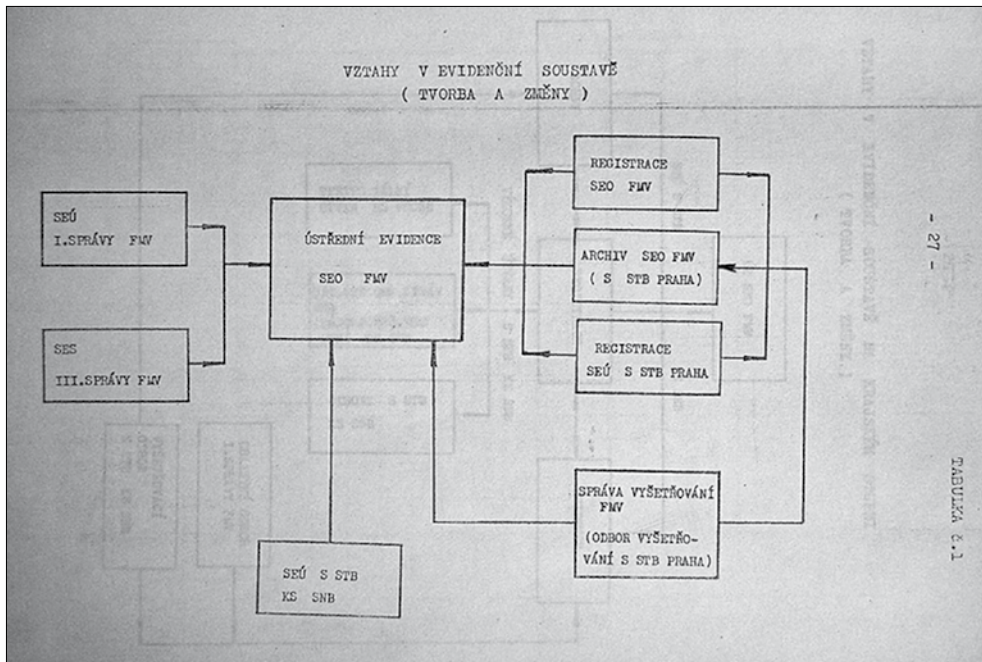 VZTAHY V EVIDENČNÍ SOUSTAVĚ
( TVORBA A ZMĚNY )
SEÚ
I.SPRÁVY FMV
SES
III.SPRÁVY FMV
ÚSTŘEDNÍ EVIDENCE
SEO FMV
SEÚ S STB
KS SNB
REGISTRACE
SEO FMV
ARCHIV SEO FMV
( S STB PRAHA)
REGISTRACE
SEÚ S STB PRAHA
SPRÁVA VYŠETŘOVÁNÍ
FMV
(ODBOR VYŠETŘO-
VÁNÍ S STB PRAHA)
- 27 -
TABULKA č.1